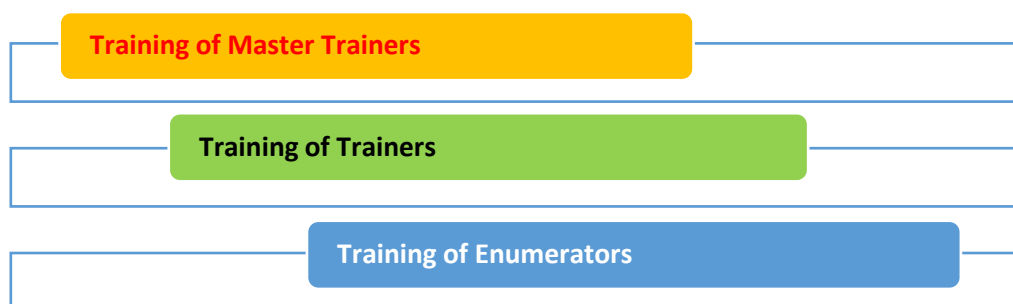 Training of Master Trainers
Training of Trainers
Training of Enumerators